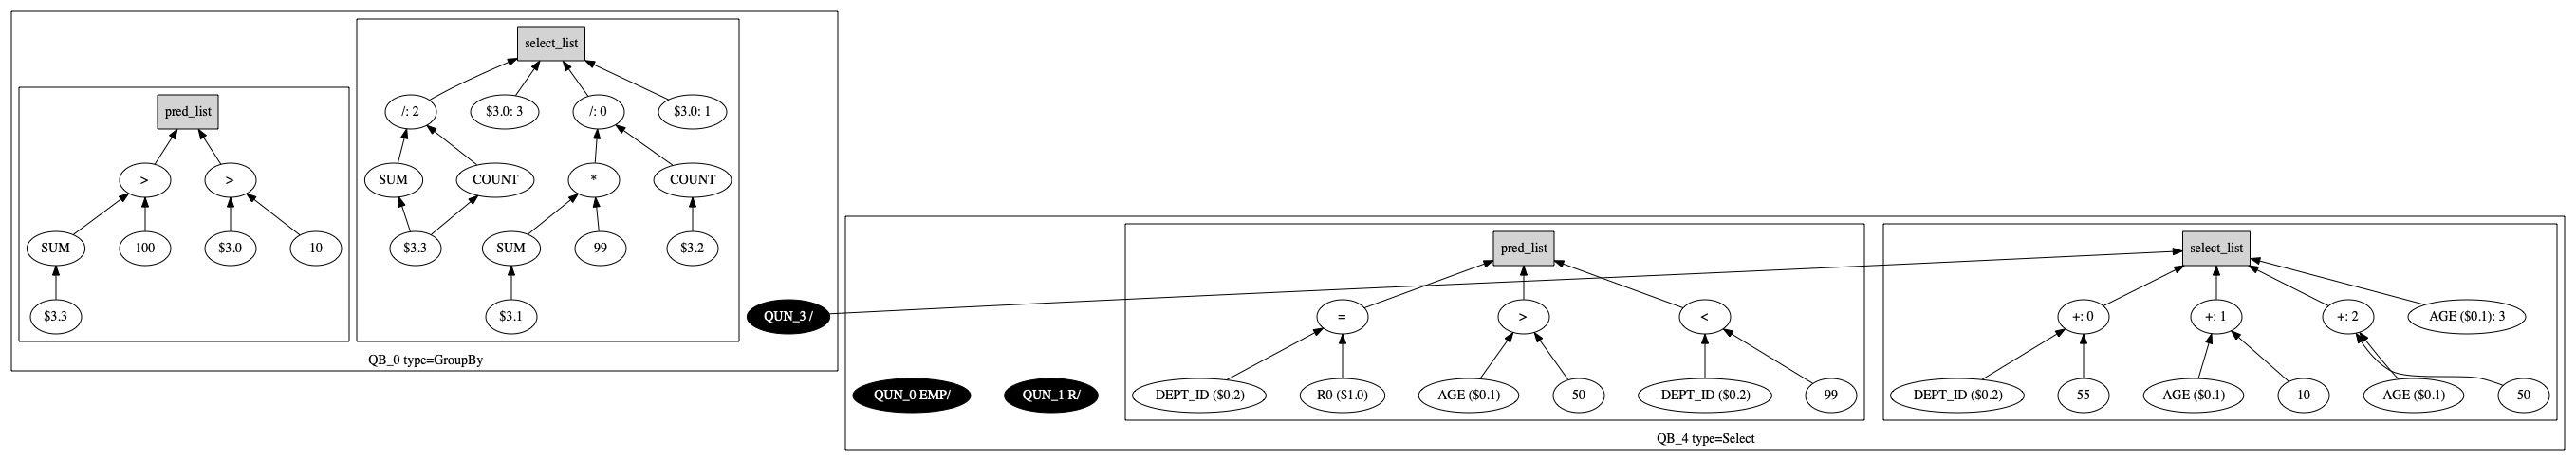 select_list
pred_list
/: 2
$3.0: 3
/: 0
$3.0: 1
>
>
SUM
COUNT
*
COUNT
SUM
100
$3.0
10
$3.3
SUM
99
$3.2
$3.3
$3.1
QUN_3 /
QB_0 type=GroupBy
pred_list
select_list
=
>
<
+: 0
+: 1
+: 2
AGE ($0.1): 3
QUN_0 EMP/
QUN_1 R/
DEPT_ID ($0.2)
R0 ($1.0)
AGE ($0.1)
50
DEPT_ID ($0.2)
99
DEPT_ID ($0.2)
55
AGE ($0.1)
10
AGE ($0.1)
50
QB_4 type=Select